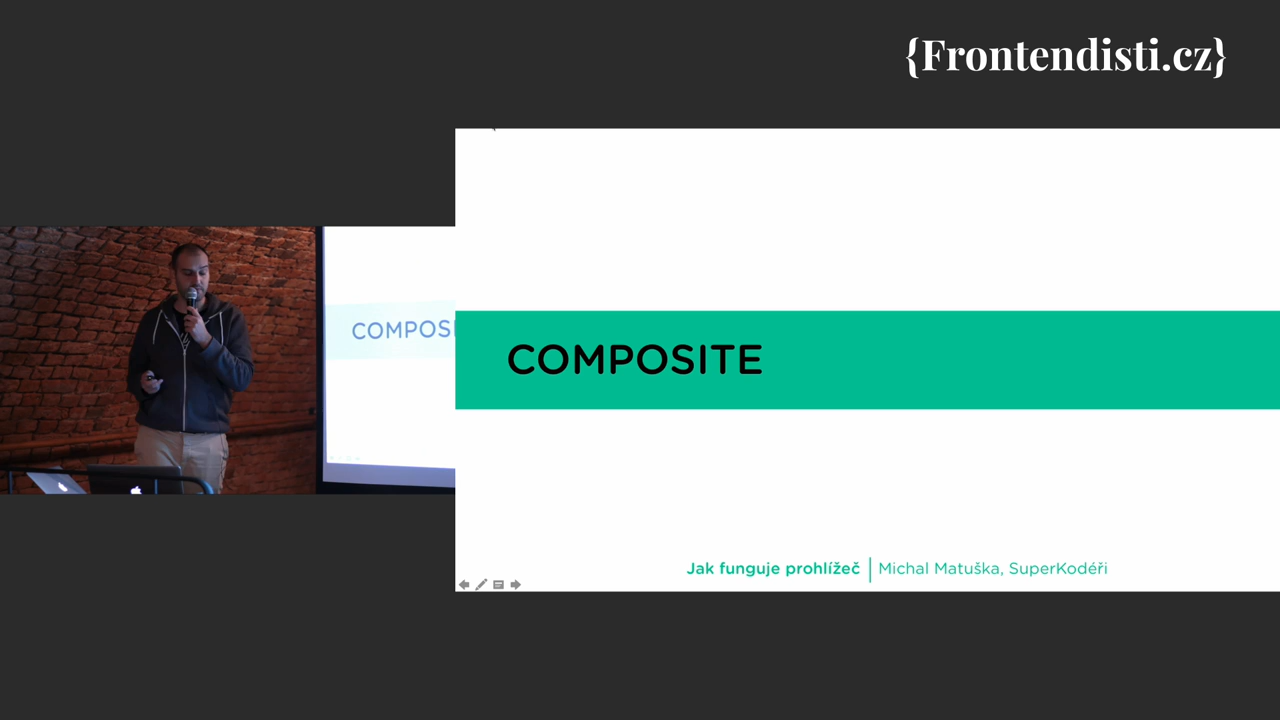 {Frontendisti.cz}
COMPOSI
COMPOSITE
Jak funguje prohlížeč | Michal Matuška, SuperKodéři